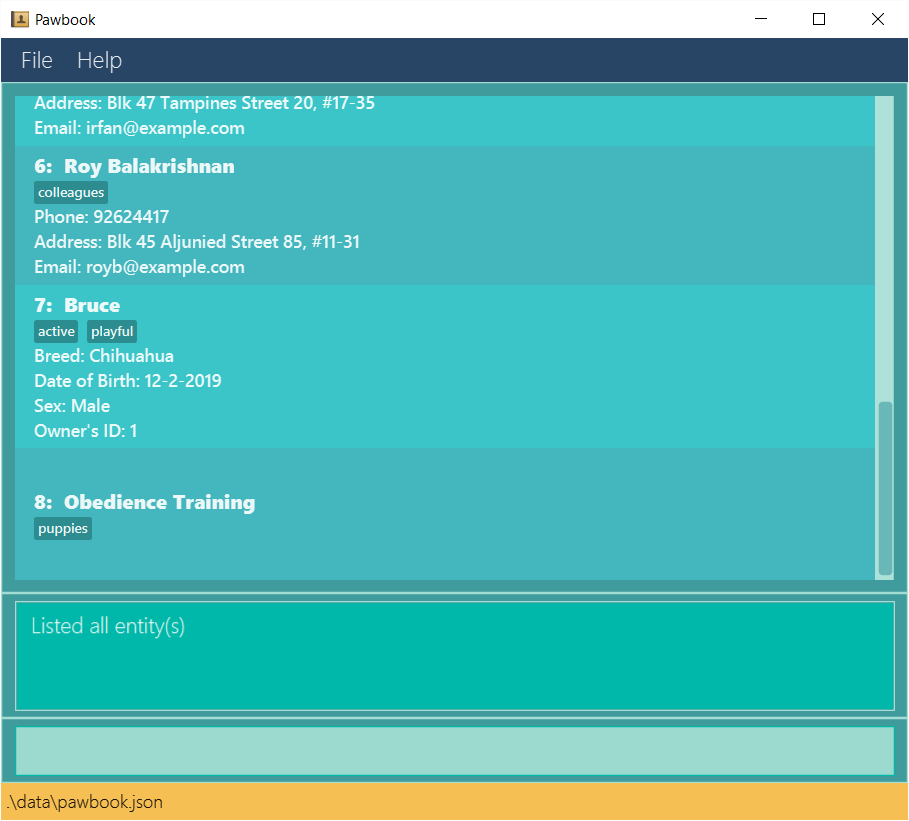 Pawbook
File Help
Address: Blk 47 Tampines Street 20, #17-35
Email: irfan@example.com
6: Roy Balakrishnan
colleagues
Phone: 92624417
Address: Blk 45 Aljunied Street 85, #11-31
Email: royb@example.com
7: Bruce
active playful
Breed: Chihuahua
Date of Birth: 12-2-2019
Sex: Male
Owner's ID: 1
8: Obedience Training
puppies
Listed all entity(s)
.\data\pawbook.json